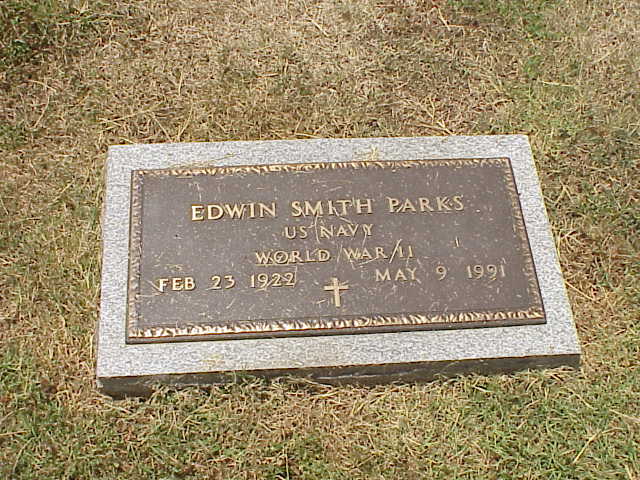 EDWIN SMITH PARKS
US NAVY
WORLD WAR II
FEB 23 1922 MAY 9 1991